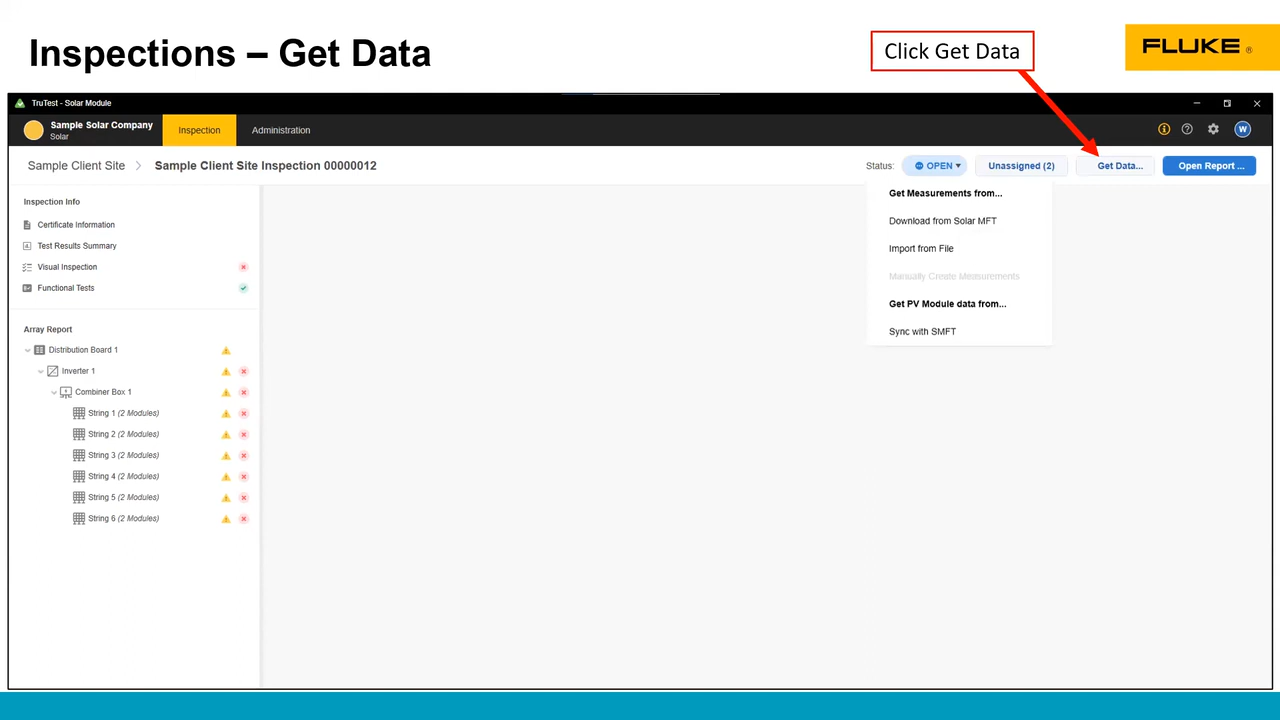 Inspections – Get Data
Click Get Data
FLUKE ®
TruTest - Solar Module
Sample Solar Company
Solar
Inspection
Administration
W
Sample Client Site
Sample Client Site Inspection 00000012
Status:
OPEN
Unassigned (2)
Get Data...
Open Report ...
Get Measurements from...
Download from Solar MFT
Import from File
Manually Create Measurements
Get PV Module data from...
Sync with SMFT
Inspection Info
Certificate Information
Test Results Summary
Visual Inspection
Functional Tests
Array Report
Distribution Board 1
Inverter 1
Combiner Box 1
String 1 (2 Modules)
String 2 (2 Modules)
String 3 (2 Modules)
String 4 (2 Modules)
String 5 (2 Modules)
String 6 (2 Modules)